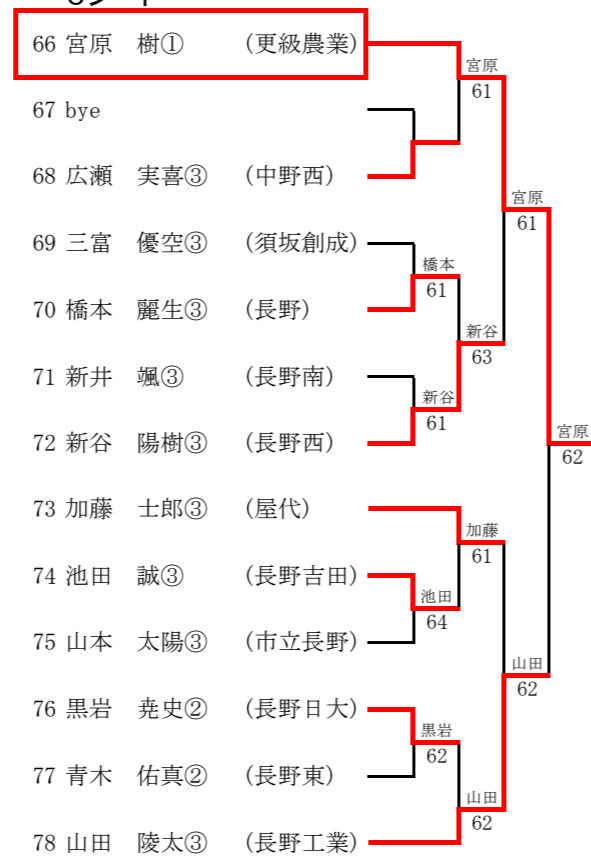 66 宮原 樹① (更級農業)
宮原
61
67 bye
68 広瀬 実喜③ (中野西)
宮原
61
69 三富 優空③ (須坂創成)
橋本
61
70 橋本 麗生③ (長野)
新谷
63
71 新井 颯③ (長野南)
新谷
61
72 新谷 陽樹③ (長野西)
宮原
62
73 加藤 士郎③ (屋代)
加藤
61
74 池田 誠③ (長野吉田)
池田
64
75 山本 太陽③ (市立長野)
山田
62
76 黒岩 尭史② (長野日大)
黒岩
62
77 青木 佑真② (長野東)
山田
62
78 山田 陵太③ (長野工業)